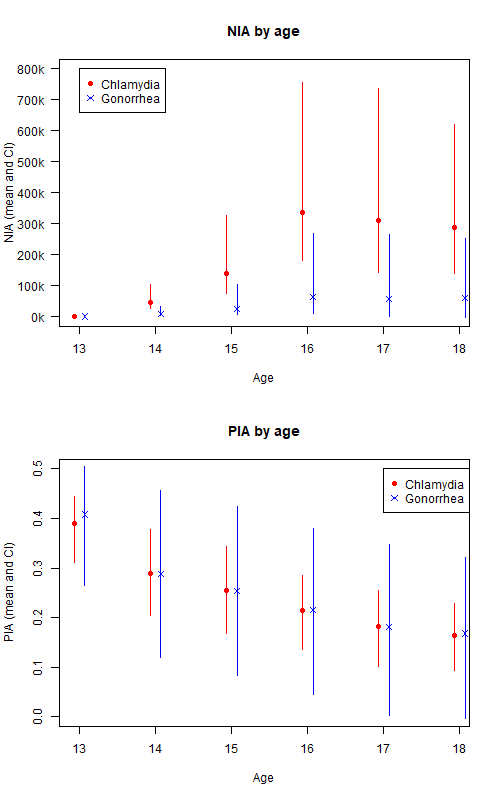 NIA by age
800k
700k
600k
500k
400k
300k
200k
100k
0k
NIA (mean and CI)
Chlamydia
Gonorrhea
13 14 15 16 17 18
Age
PIA by age
0.5
0.4
0.3
0.2
0.1
0.0
PIA (mean and CI)
Chlamydia
Gonorrhea
13 14 15 16 17 18
Age